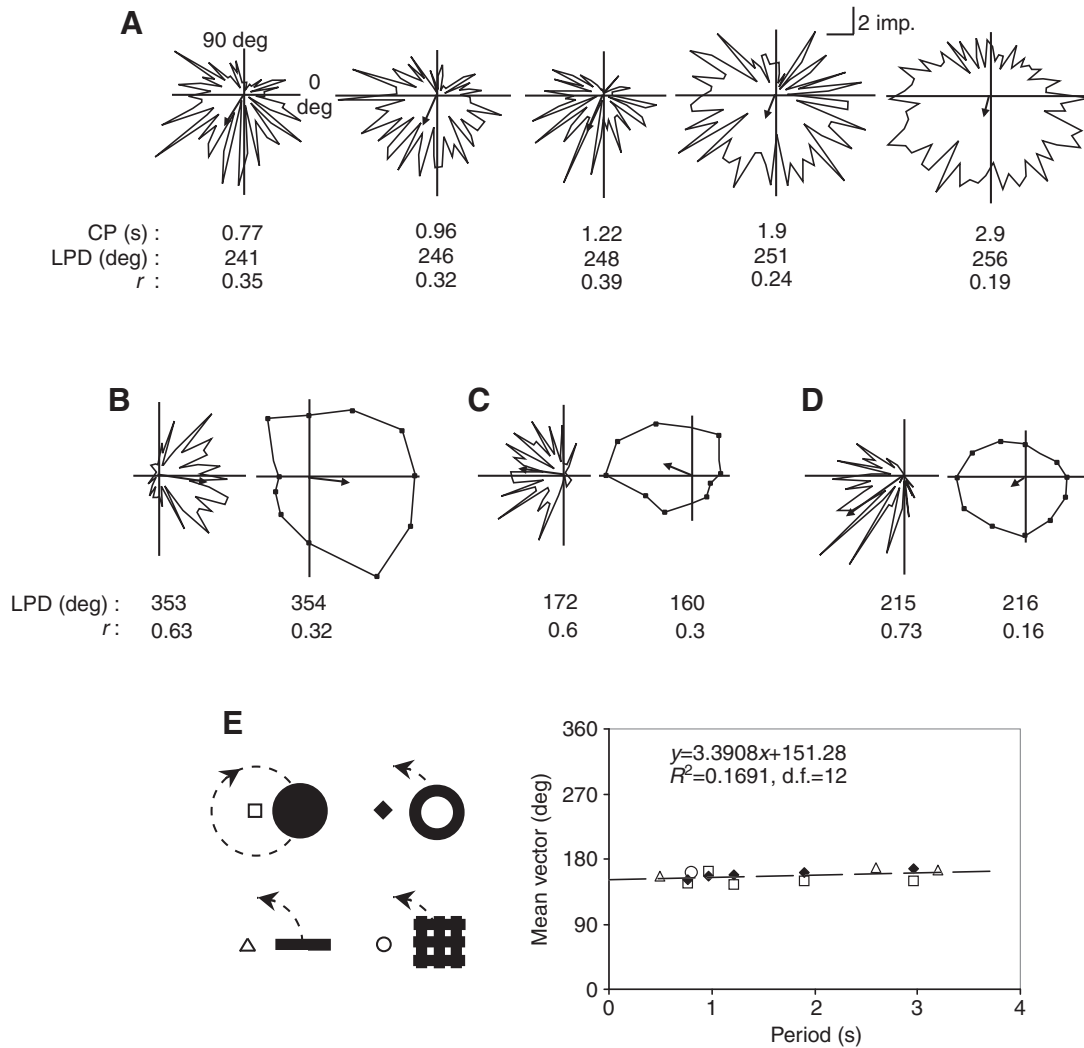 A
90 deg
0
deg
2 imp.
CP (s) : 0.77 0.96 1.22 1.9 2.9
LPD (deg) : 241 246 248 251 256
r : 0.35 0.32 0.39 0.24 0.19
B C D
LPD (deg) : 353 354 172 160 215 216
r : 0.63 0.32 0.6 0.3 0.73 0.16
E
y=3.3908x+151.28
R²=0.1691, d.f.=12
Mean vector (deg)
360
270
180
90
0
0 1 2 3 4
Period (s)